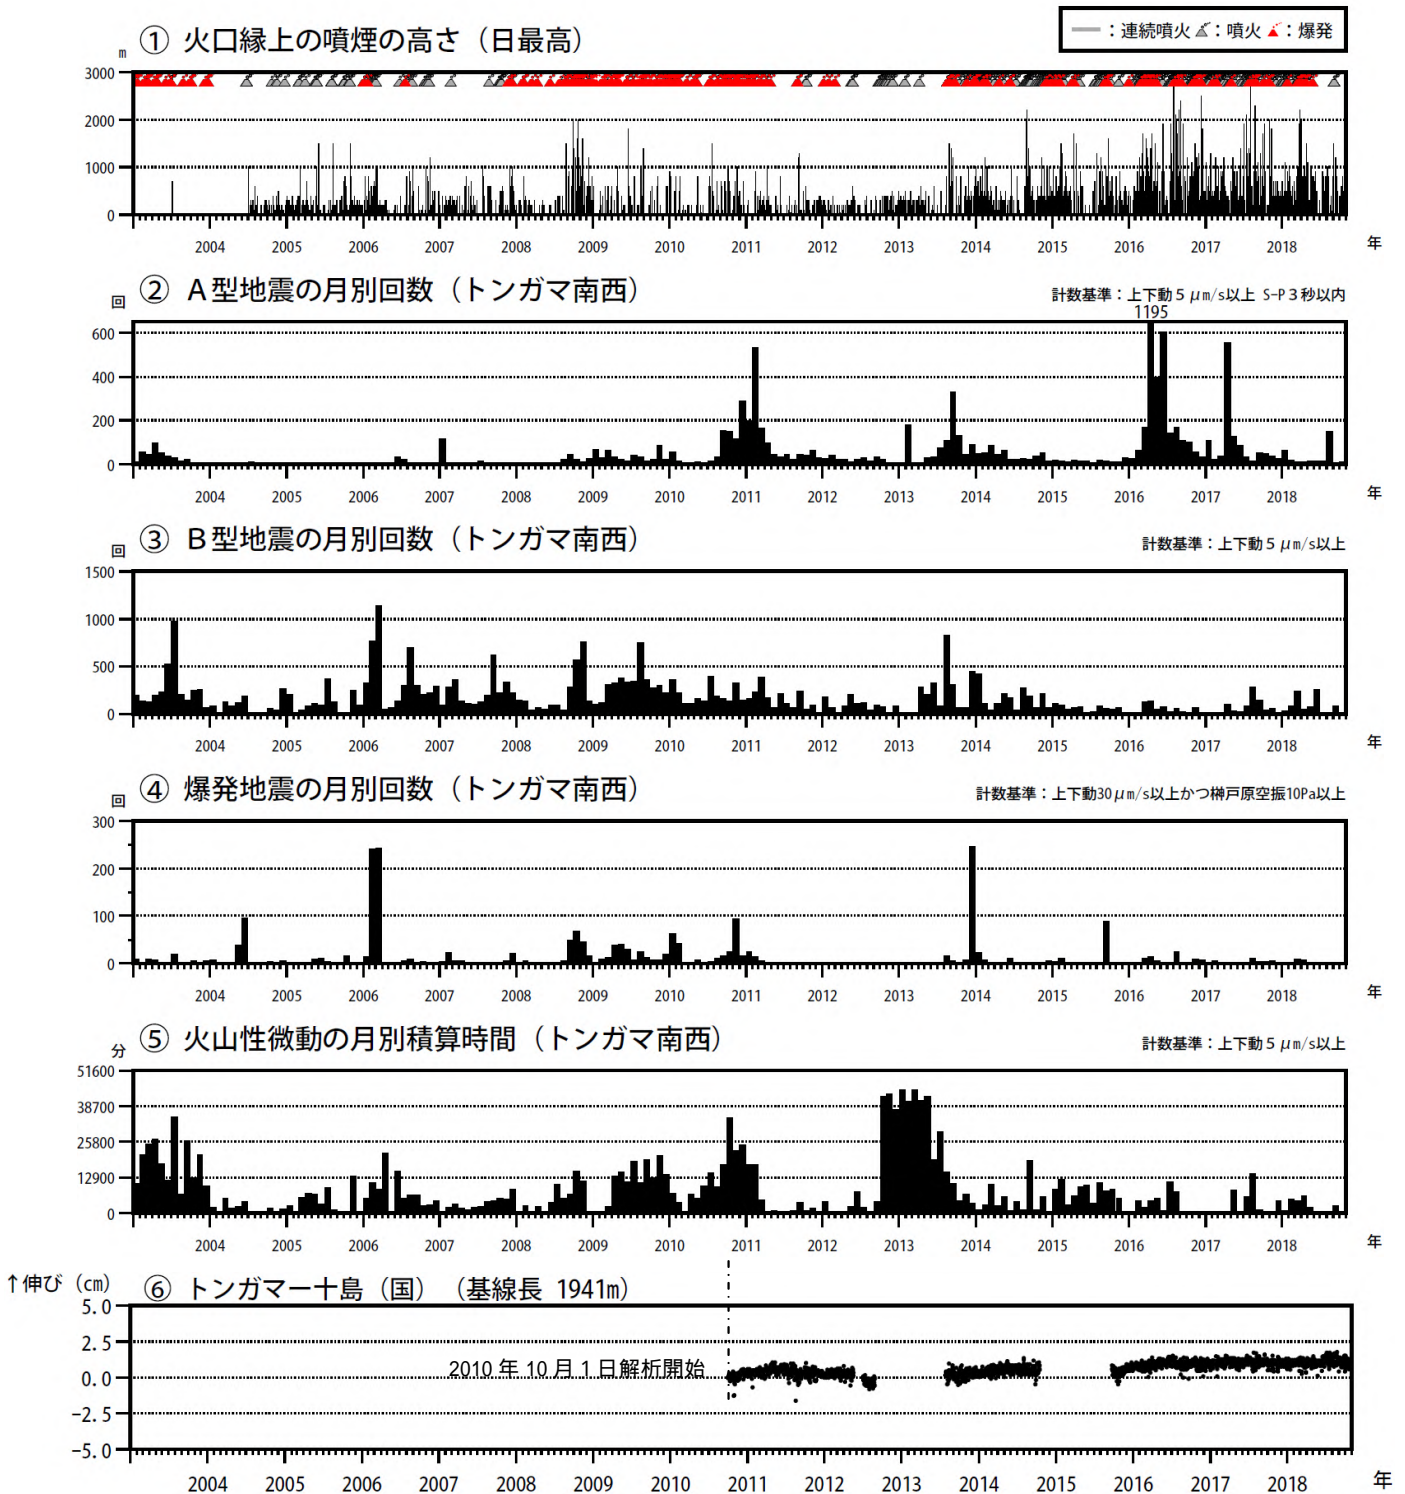 ━ ：連続噴火 ：噴火 ：爆発
① 火口縁上の噴煙の高さ（日最高）
m
3000
2000
1000
0
2004 2005 2006 2007 2008 2009 2010 2011 2012 2013 2014 2015 2016 2017 2018 年
② Ａ型地震の月別回数（トンガマ南西）
回
計数基準：上下動５μm/s以上 S-P３秒以内
1195
600
400
200
0
2004 2005 2006 2007 2008 2009 2010 2011 2012 2013 2014 2015 2016 2017 2018 年
③ Ｂ型地震の月別回数（トンガマ南西）
回
計数基準：上下動５μm/s以上
1500
1000
500
0
2004 2005 2006 2007 2008 2009 2010 2011 2012 2013 2014 2015 2016 2017 2018 年
④ 爆発地震の月別回数（トンガマ南西）
回
計数基準：上下動30μm/s以上かつ榊戸原空振10Pa以上
300
200
100
0
2004 2005 2006 2007 2008 2009 2010 2011 2012 2013 2014 2015 2016 2017 2018 年
⑤ 火山性微動の月別積算時間（トンガマ南西）
分
計数基準：上下動５μm/s以上
51600
38700
25800
12900
0
2004 2005 2006 2007 2008 2009 2010 2011 2012 2013 2014 2015 2016 2017 2018 年
↑伸び（cm）
⑥ トンガマー十島（国）（基線長 1941m）
5.0
2.5
0.0
-2.5
-5.0
2010 年 10 月 1 日解析開始
2004 2005 2006 2007 2008 2009 2010 2011 2012 2013 2014 2015 2016 2017 2018 年